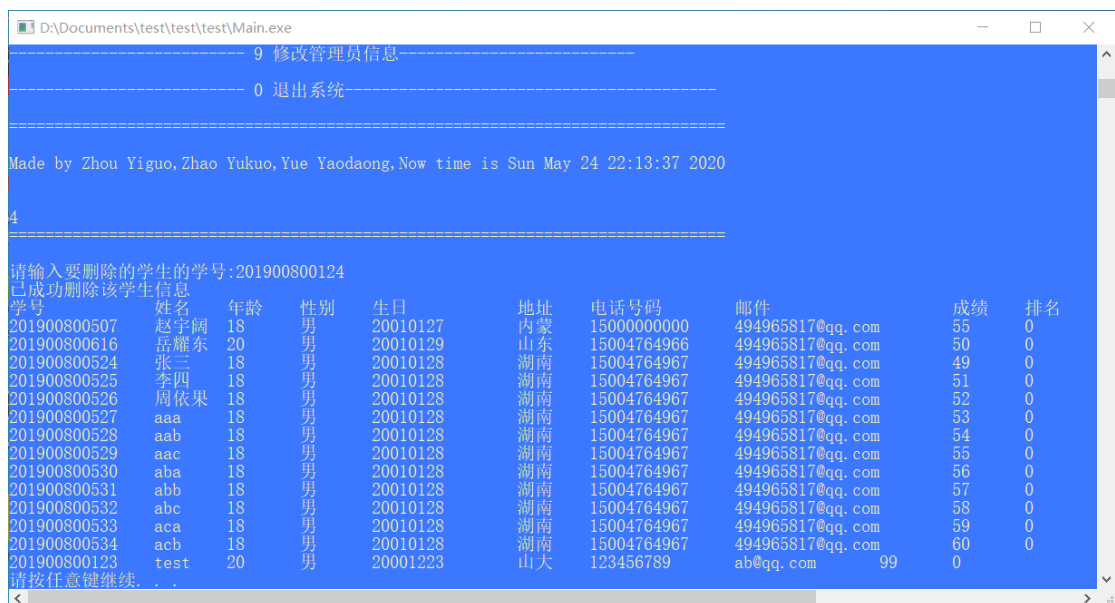 D:\Documents\test\test\test\Main.exe
-------------------------- 9 修改管理员信息--------------------------
-------------------------- 0 退出系统-----------------------------------------
===============================================================================
Made by Zhou Yiguo,Zhao Yukuo,Yue Yaodaong,Now time is Sun May 24 22:13:37 2020
4
===============================================================================
请输入要删除的学生的学号:201900800124
已成功删除该学生信息
学号 姓名 年龄 性别 生日 地址 电话号码 邮件 成绩 排名
201900800507 赵宇阔 18 男 20010127 内蒙 15000000000 494965817@qq.com 55 0
201900800616 岳耀东 20 男 20010129 山东 15004764966 494965817@qq.com 50 0
201900800524 张三 18 男 20010128 湖南 15004764967 494965817@qq.com 49 0
201900800525 李四 18 男 20010128 湖南 15004764967 494965817@qq.com 51 0
201900800526 周依果 18 男 20010128 湖南 15004764967 494965817@qq.com 52 0
201900800527 aaa 18 男 20010128 湖南 15004764967 494965817@qq.com 53 0
201900800528 aab 18 男 20010128 湖南 15004764967 494965817@qq.com 54 0
201900800529 aac 18 男 20010128 湖南 15004764967 494965817@qq.com 55 0
201900800530 aba 18 男 20010128 湖南 15004764967 494965817@qq.com 56 0
201900800531 abb 18 男 20010128 湖南 15004764967 494965817@qq.com 57 0
201900800532 abc 18 男 20010128 湖南 15004764967 494965817@qq.com 58 0
201900800533 aca 18 男 20010128 湖南 15004764967 494965817@qq.com 59 0
201900800534 acb 18 男 20010128 湖南 15004764967 494965817@qq.com 60 0
201900800123 test 20 男 20001223 山大 123456789 ab@qq.com 99 0
请按任意键继续. . .